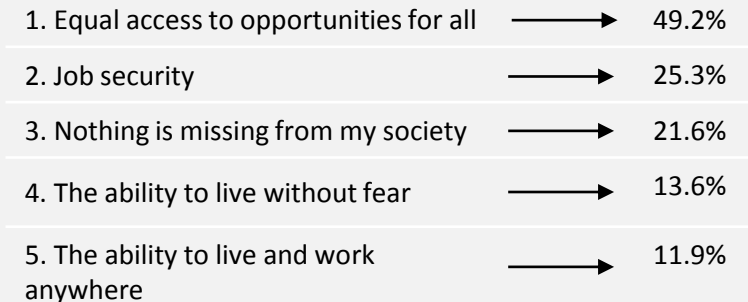 1. Equal access to opportunities for all 49.2%
2. Job security 25.3%
3. Nothing is missing from my society 21.6%
4. The ability to live without fear 13.6%
5. The ability to live and work 11.9%
anywhere